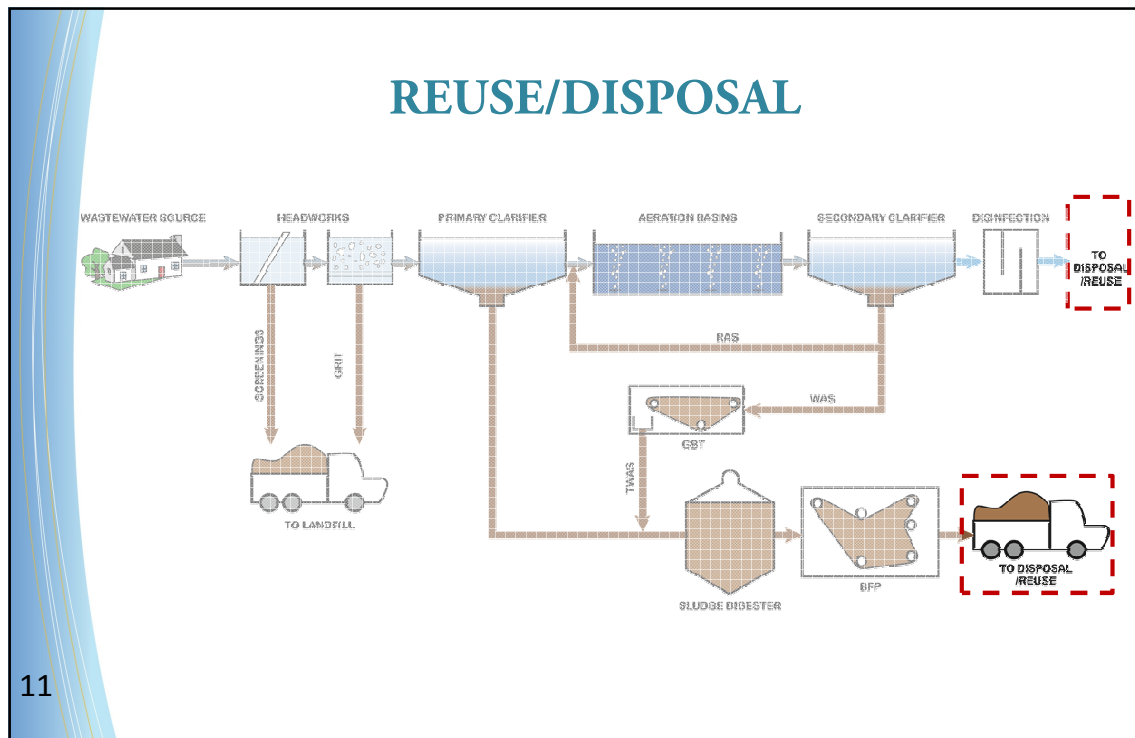 REUSE/DISPOSAL
WASTEWATER SOURCE
HEADWORKS
PRIMARY CLARIFIER
AERATION BASINS
SECONDARY CLARIFIER
DISINFECTION
TO
DISPOSAL
/REUSE
SCREENINGS
GRIT
RAS
WAS
GBT
TWAS
TO LANDFILL
SLUDGE DIGESTER
BFP
TO DISPOSAL
/REUSE
11